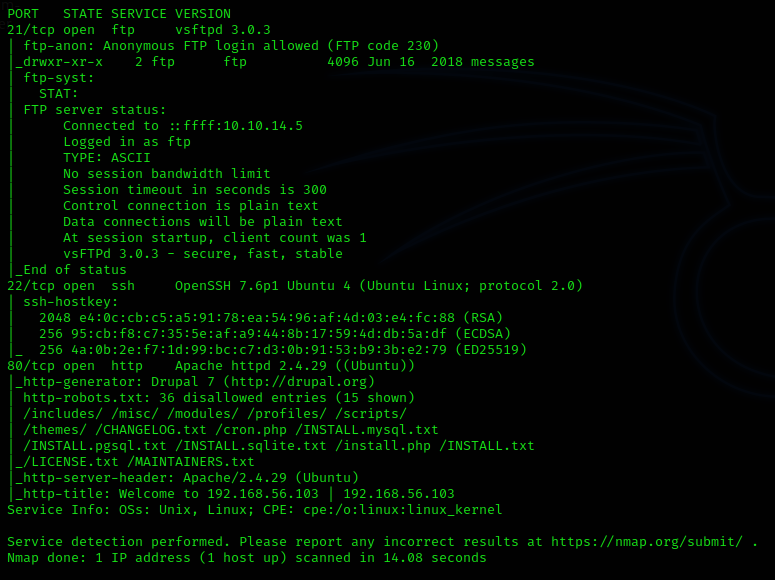 PORT   STATE SERVICE VERSION
21/tcp open  ftp     vsftpd 3.0.3
| ftp-anon: Anonymous FTP login allowed (FTP code 230)
|_drwxr-xr-x    2 ftp      ftp          4096 Jun 16  2018 messages
| ftp-syst:
|   STAT:
| FTP server status:
|      Connected to ::ffff:10.10.14.5
|      Logged in as ftp
|      TYPE: ASCII
|      No session bandwidth limit
|      Session timeout in seconds is 300
|      Control connection is plain text
|      Data connections will be plain text
|      At session startup, client count was 1
|      vsFTPd 3.0.3 - secure, fast, stable
|_End of status
22/tcp open  ssh     OpenSSH 7.6p1 Ubuntu 4 (Ubuntu Linux; protocol 2.0)
| ssh-hostkey:
|   2048 e4:0c:cb:c5:a5:91:78:ea:54:96:af:4d:03:e4:fc:88 (RSA)
|   256 95:cb:f8:c7:35:5e:af:a9:44:8b:17:59:4d:db:5a:df (ECDSA)
|_  256 4a:0b:2e:f7:1d:99:bc:c7:d3:0b:91:53:b9:3b:e2:79 (ED25519)
80/tcp open  http    Apache httpd 2.4.29 ((Ubuntu))
|_http-generator: Drupal 7 (http://drupal.org)
| http-robots.txt: 36 disallowed entries (15 shown)
| /includes/ /misc/ /modules/ /profiles/ /scripts/
| /themes/ /CHANGELOG.txt /cron.php /INSTALL.mysql.txt
| /INSTALL.pgsql.txt /INSTALL.sqlite.txt /install.php /INSTALL.txt
|_/LICENSE.txt /MAINTAINERS.txt
|_http-server-header: Apache/2.4.29 (Ubuntu)
|_http-title: Welcome to 192.168.56.103 | 192.168.56.103
Service Info: OSs: Unix, Linux; CPE: cpe:/o:linux:linux_kernel

Service detection performed. Please report any incorrect results at https://nmap.org/submit/ .
Nmap done: 1 IP address (1 host up) scanned in 14.08 seconds